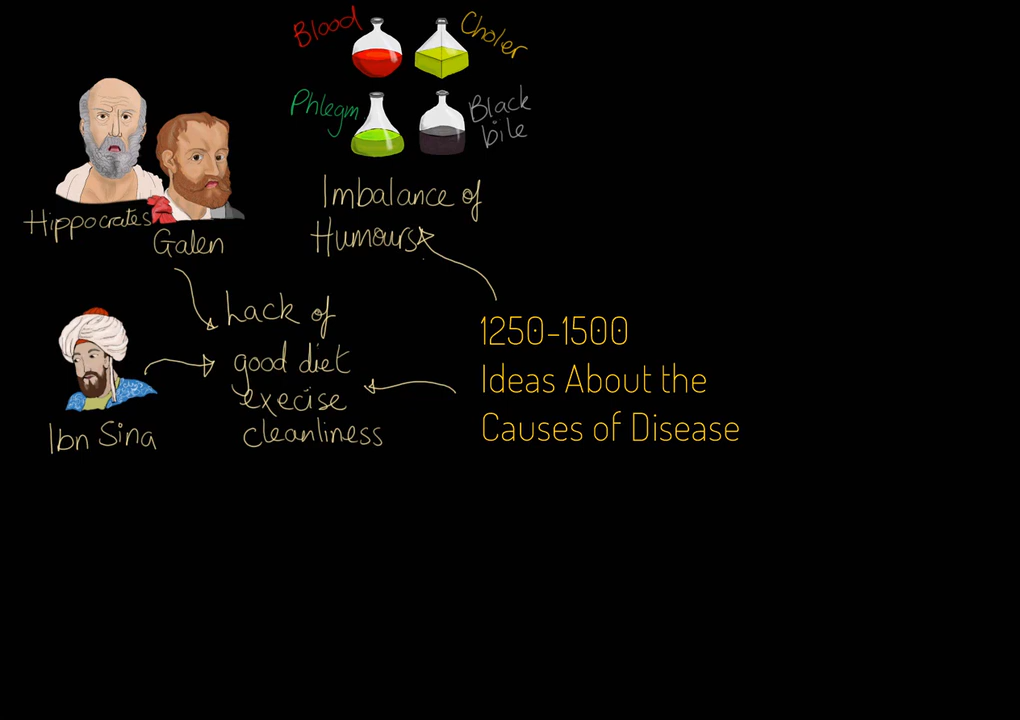 Blood
Choler
Phlegm
Black
bile
Imbalance of
Humours
Hippocrates
Galen
Lack of
good diet
execise
cleanliness
Ibn Sina
1250-1500
Ideas About the
Causes of Disease